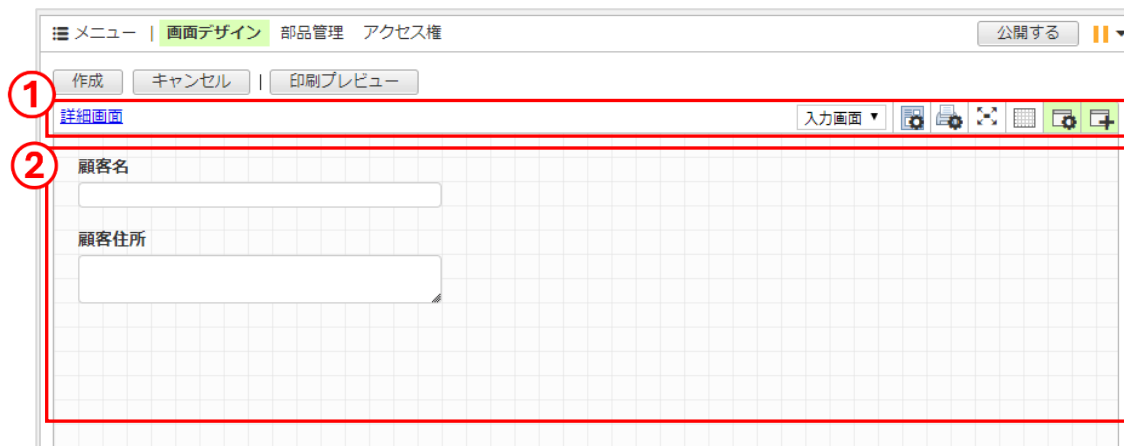 メニュー | 画面デザイン 部品管理 アクセス権 公開する
作成 キャンセル | 印刷プレビュー
1
詳細画面 入力画面
2
顧客名
顧客住所